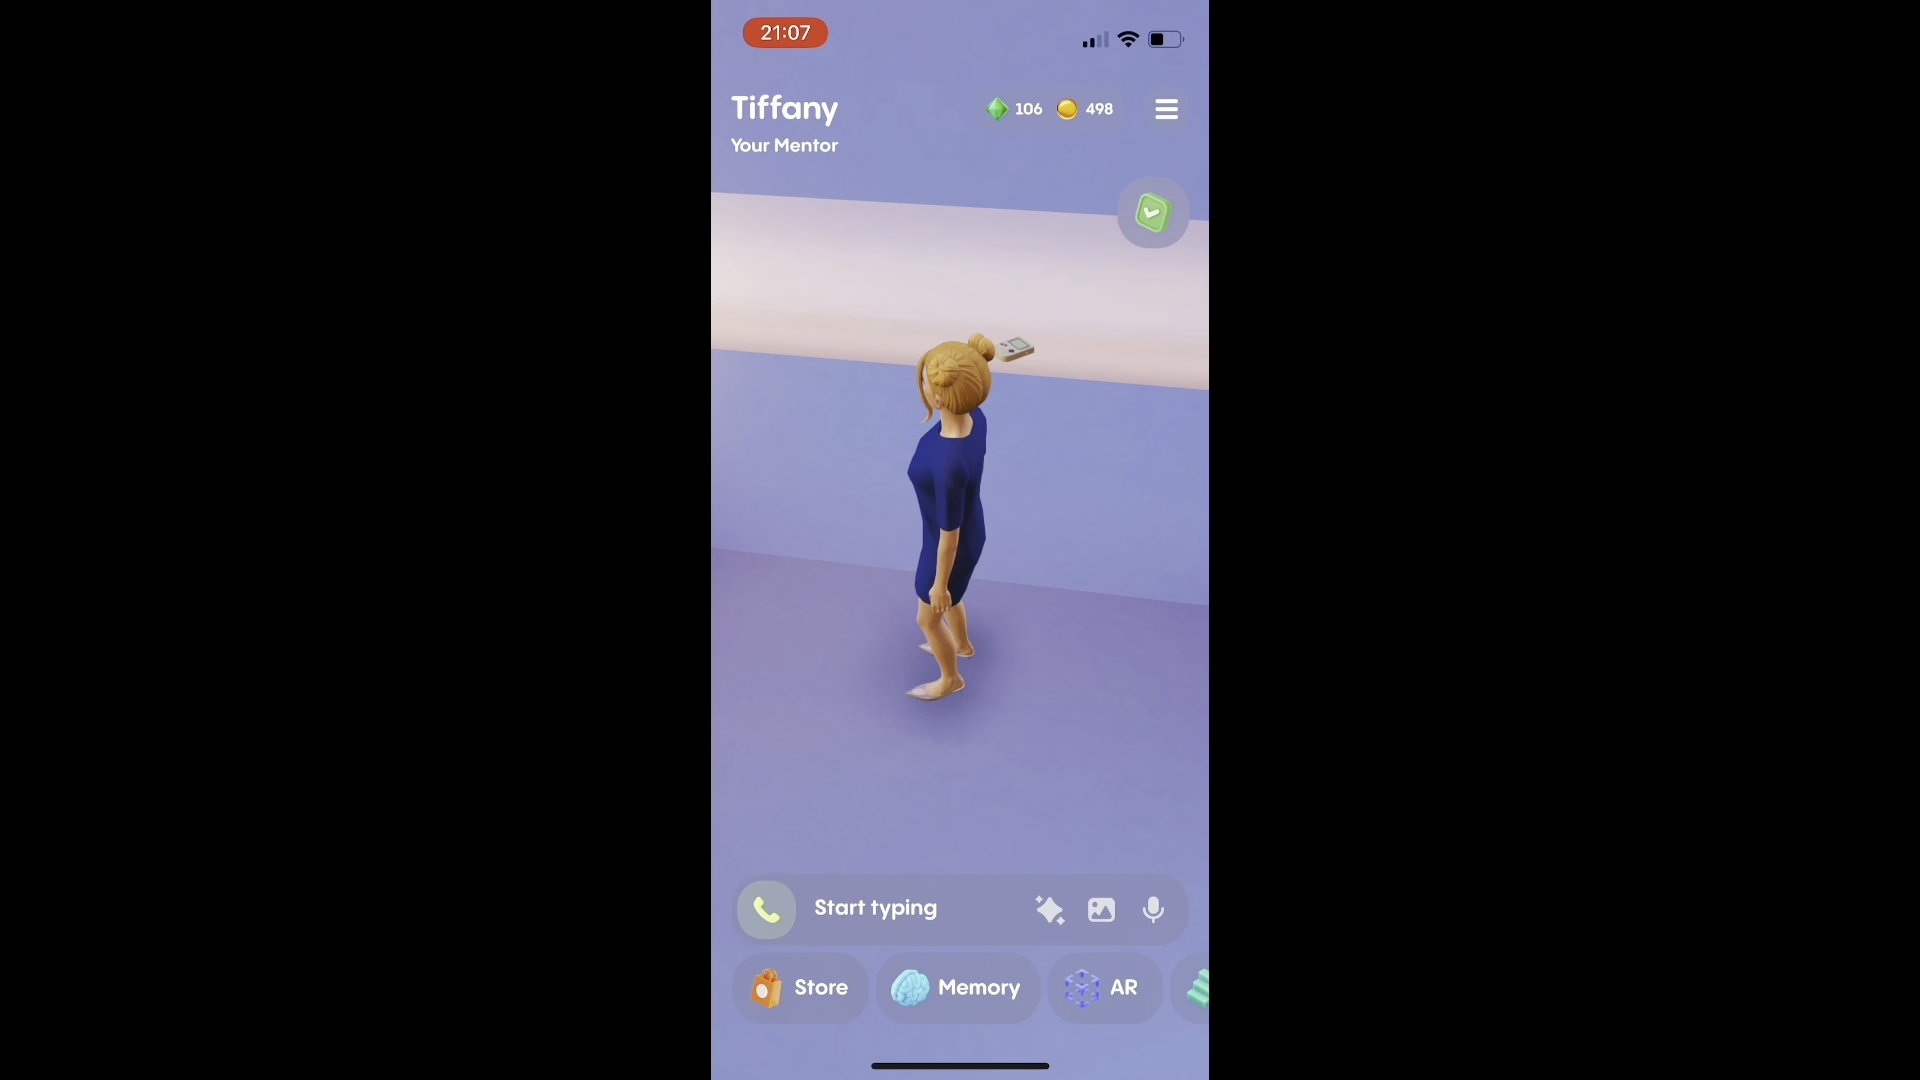 21:07
Tiffany
106 498
Your Mentor
Start typing
Store Memory AR